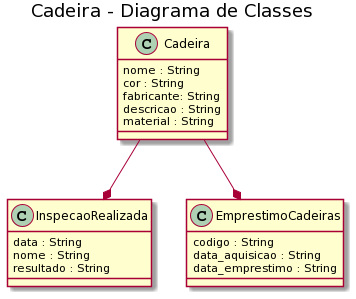 Cadeira - Diagrama de Classes
C Cadeira
nome : String
cor : String
fabricante: String
descricao : String
material : String
C InspecaoRealizada
data : String
nome : String
resultado : String
C EmprestimoCadeiras
codigo : String
data_aquisicao : String
data_emprestimo : String